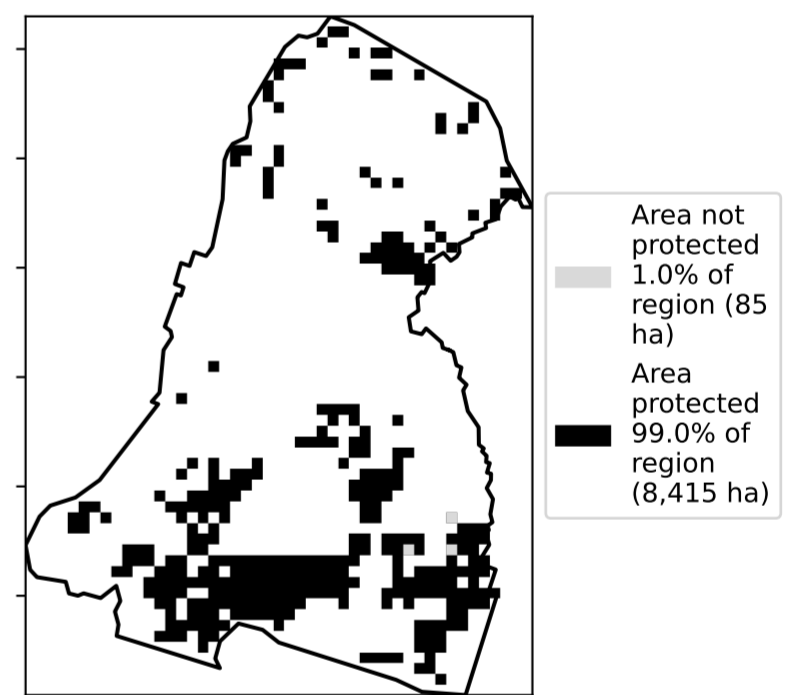 Area not
protected
1.0% of
region (85
ha)
Area
protected
99.0% of
region
(8,415 ha)